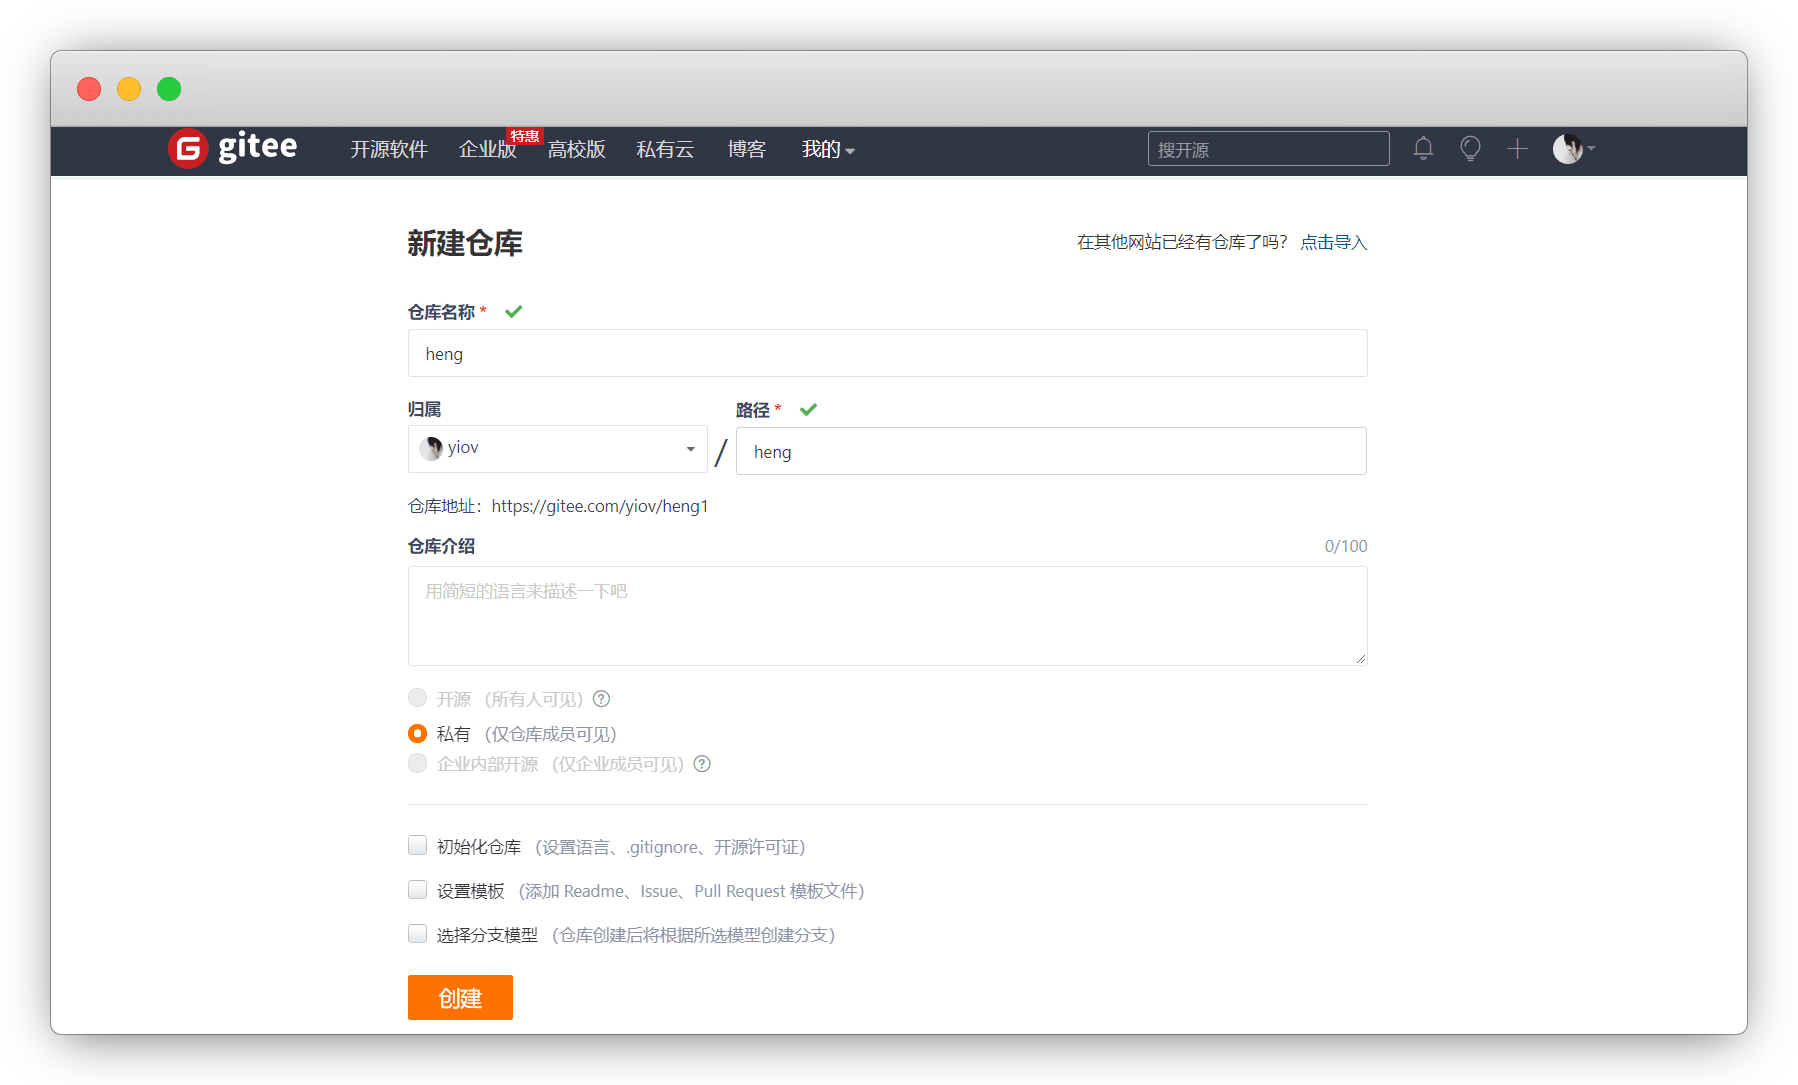 gitee 开源软件 企业版 特惠 高校版 私有云 博客 我的 搜开源
新建仓库 在其他网站已经有仓库了吗? 点击导入
仓库名称 *
heng
归属 路径 *
yiov / heng
仓库地址：https://gitee.com/yiov/heng1
仓库介绍 0/100
用简短的语言来描述一下吧
开源 （所有人可见） ?
私有 （仅仓库成员可见）
企业内部开源 （仅企业成员可见） ?
初始化仓库 （设置语言、.gitignore、开源许可证）
设置模板 （添加 Readme、Issue、Pull Request 模板文件）
选择分支模型 （仓库创建后将根据所选模型创建分支）
创建